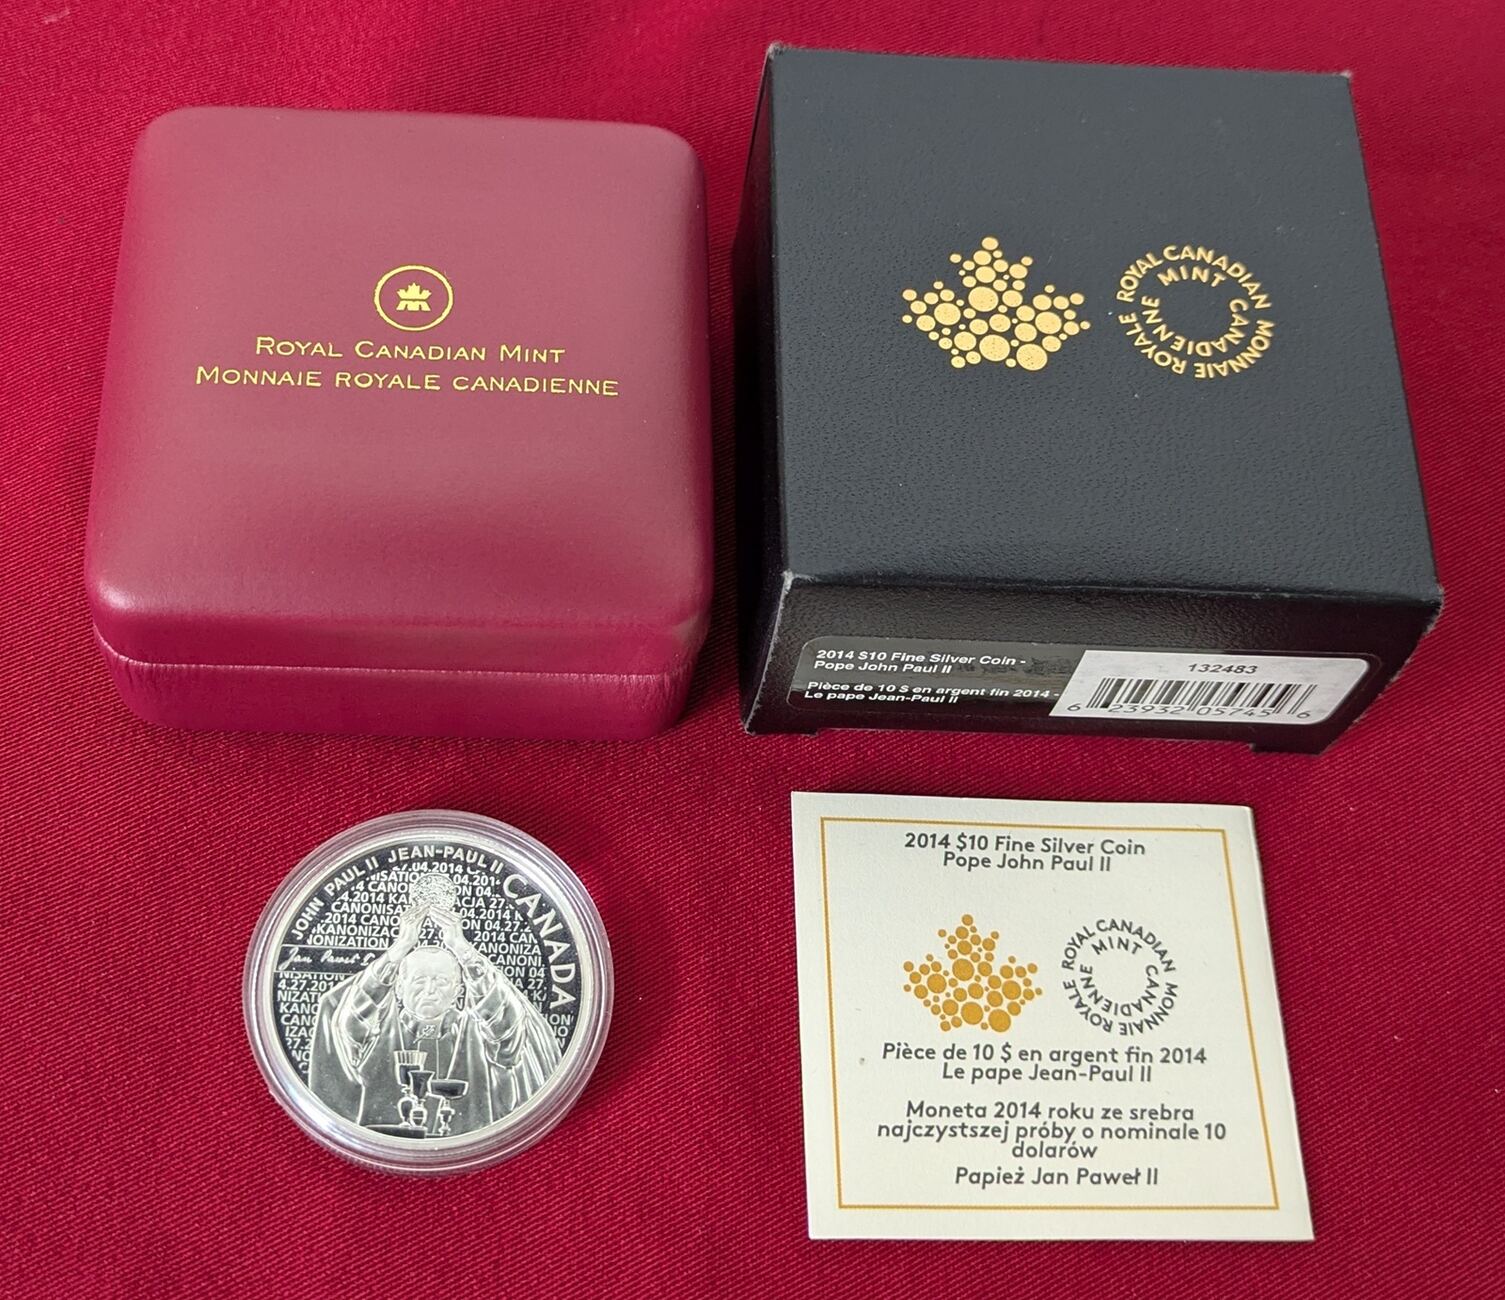 ROYAL CANADIAN MINT
MONNAIE ROYALE CANADIENNE
ROYAL CANADIAN MINT
MONNAIE ROYALE CANADIENNE
2014 $10 Fine Silver Coin -
Pope John Paul II
Pièce de 10 $ en argent fin 2014 -
Le pape Jean-Paul II
132483
6 23932 05745 6
JOHN PAUL II JEAN-PAUL II
CANADA
2014 $10 Fine Silver Coin
Pope John Paul II
ROYAL CANADIAN MINT
MONNAIE ROYALE CANADIENNE
Pièce de 10 $ en argent fin 2014
Le pape Jean-Paul II
Moneta 2014 roku ze srebra
najczystszej próby o nominale 10
dolarów
Papież Jan Paweł II